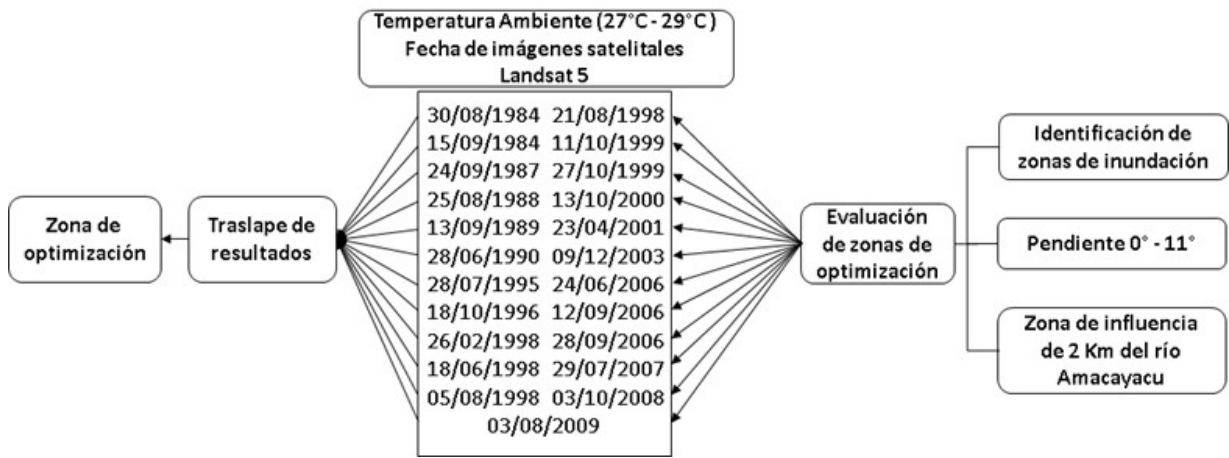 Temperatura Ambiente (27°C - 29°C )
Fecha de imágenes satelitales
Landsat 5
30/08/1984 21/08/1998
15/09/1984 11/10/1999
24/09/1987 27/10/1999
25/08/1988 13/10/2000
13/09/1989 23/04/2001
28/06/1990 09/12/2003
28/07/1995 24/06/2006
18/10/1996 12/09/2006
26/02/1998 28/09/2006
18/06/1998 29/07/2007
05/08/1998 03/10/2008
03/08/2009
Zona de
optimización
Traslape de
resultados
Evaluación
de zonas de
optimización
Identificación de
zonas de inundación
Pendiente 0° - 11°
Zona de influencia
de 2 Km del río
Amacayacu